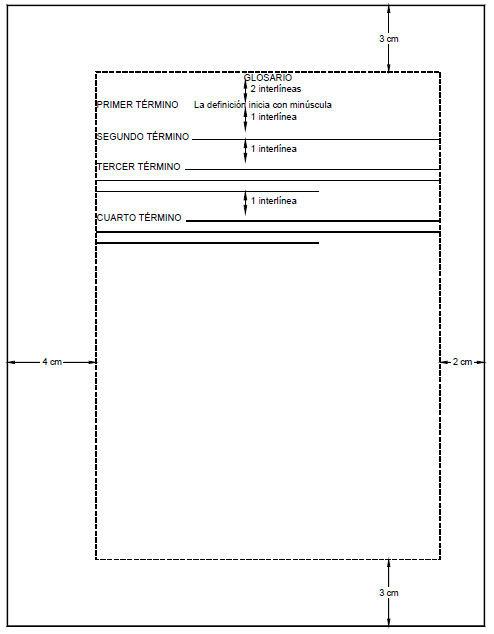 3 cm
GLOSARIO
2 interlíneas
PRIMER TÉRMINO La definición inicia con minúscula
1 interlínea
SEGUNDO TÉRMINO
1 interlínea
TERCER TÉRMINO
1 interlínea
CUARTO TÉRMINO
4 cm
2 cm
3 cm